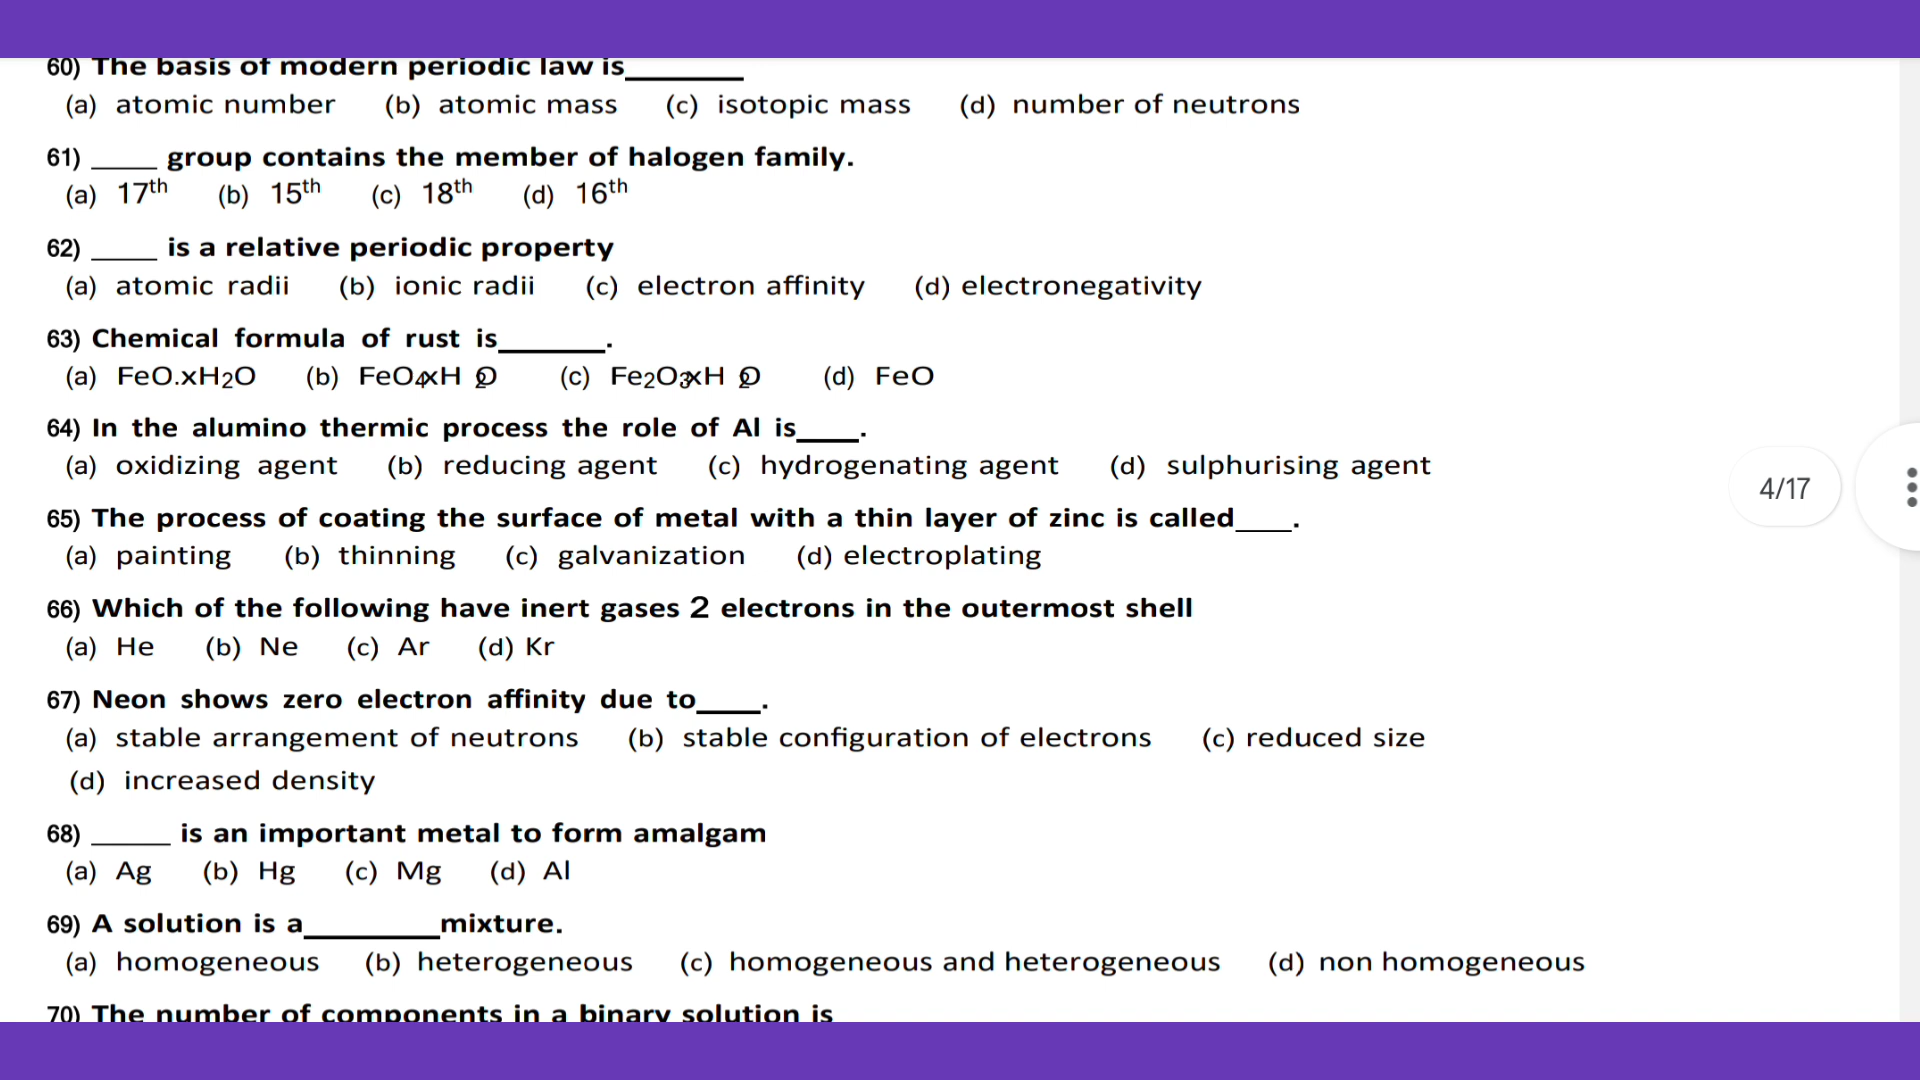 60) The basis of modern periodic law is________
(a) atomic number (b) atomic mass (c) isotopic mass (d) number of neutrons
61) ____ group contains the member of halogen family.
(a) 17th (b) 15th (c) 18th (d) 16th
62) ____ is a relative periodic property
(a) atomic radii (b) ionic radii (c) electron affinity (d) electronegativity
63) Chemical formula of rust is_______.
(a) FeO.xH2O (b) FeO4xH2O (c) Fe2O3xH2O (d) FeO
64) In the alumino thermic process the role of Al is____.
(a) oxidizing agent (b) reducing agent (c) hydrogenating agent (d) sulphurising agent
4/17
65) The process of coating the surface of metal with a thin layer of zinc is called____.
(a) painting (b) thinning (c) galvanization (d) electroplating
66) Which of the following have inert gases 2 electrons in the outermost shell
(a) He (b) Ne (c) Ar (d) Kr
67) Neon shows zero electron affinity due to____.
(a) stable arrangement of neutrons (b) stable configuration of electrons (c) reduced size
(d) increased density
68) _____ is an important metal to form amalgam
(a) Ag (b) Hg (c) Mg (d) Al
69) A solution is a_________mixture.
(a) homogeneous (b) heterogeneous (c) homogeneous and heterogeneous (d) non homogeneous
70) The number of components in a binary solution is